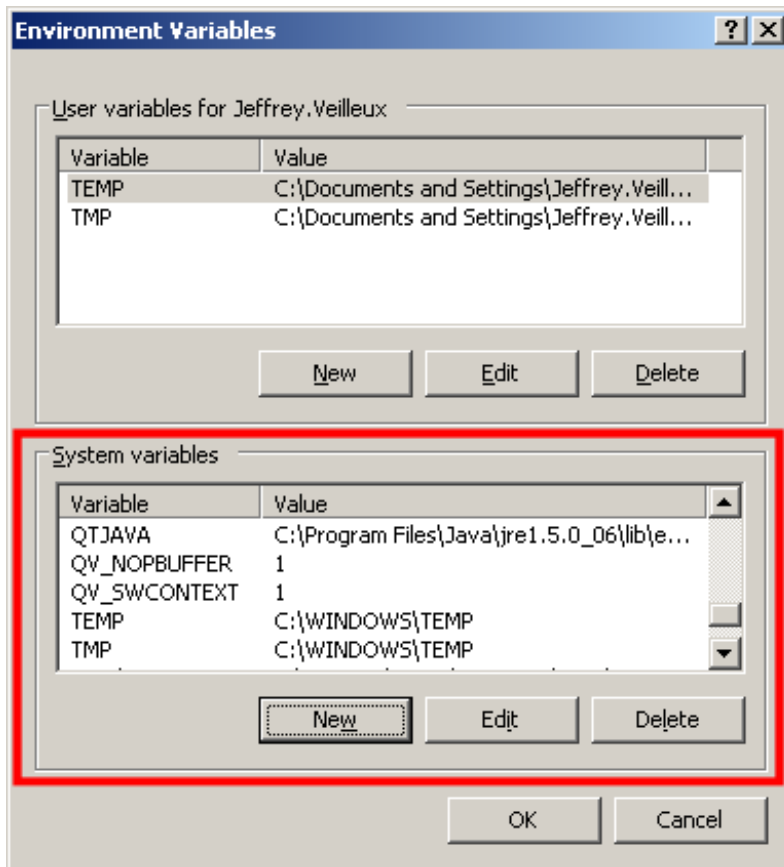 Environment Variables
User variables for Jeffrey.Veilleux
Variable Value
TEMP C:\Documents and Settings\Jeffrey.Veill...
TMP C:\Documents and Settings\Jeffrey.Veill...
New Edit Delete
System variables
Variable Value
QTJAVA C:\Program Files\Java\jre1.5.0_06\lib\e...
QV_NOPBUFFER 1
QV_SWCONTEXT 1
TEMP C:\WINDOWS\TEMP
TMP C:\WINDOWS\TEMP
New Edit Delete
OK Cancel